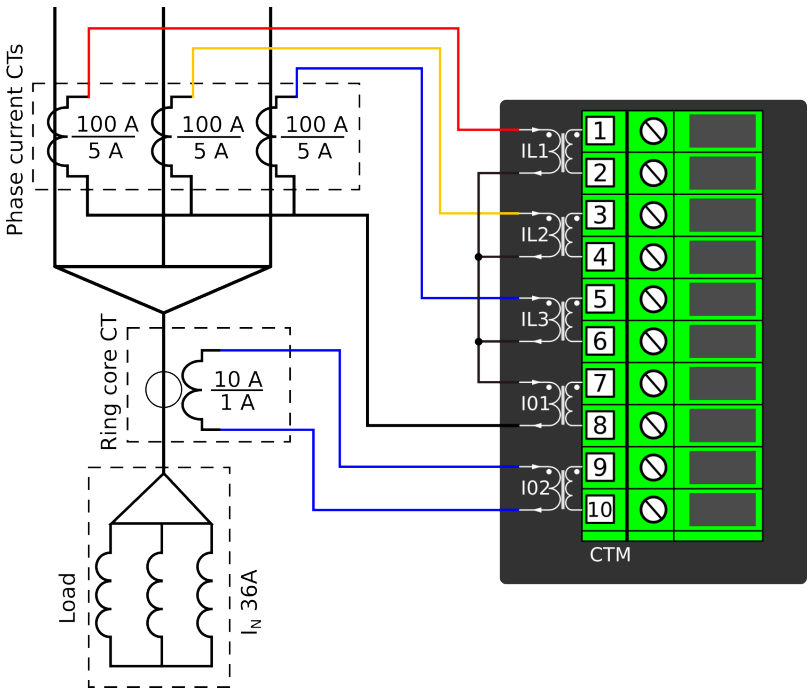 Phase current CTs
100 A
5 A
100 A
5 A
100 A
5 A
IL1
IL2
IL3
I01
I02
1
2
3
4
5
6
7
8
9
10
CTM
Ring core CT
10 A
1 A
Load
IN 36A